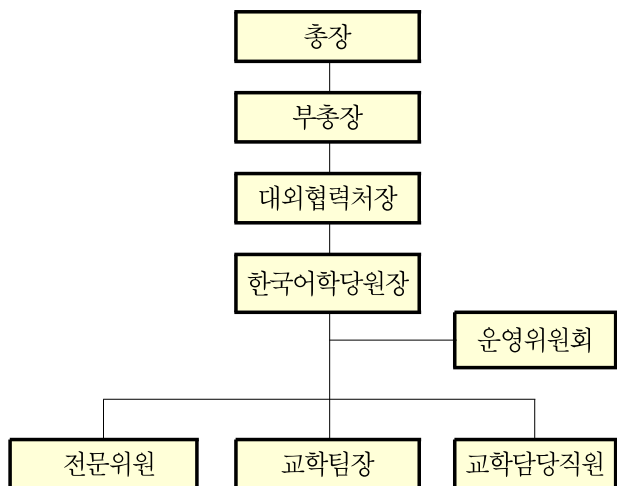 총장
부총장
대외협력처장
한국어학당원장
운영위원회
전문위원
교학팀장
교학담당직원